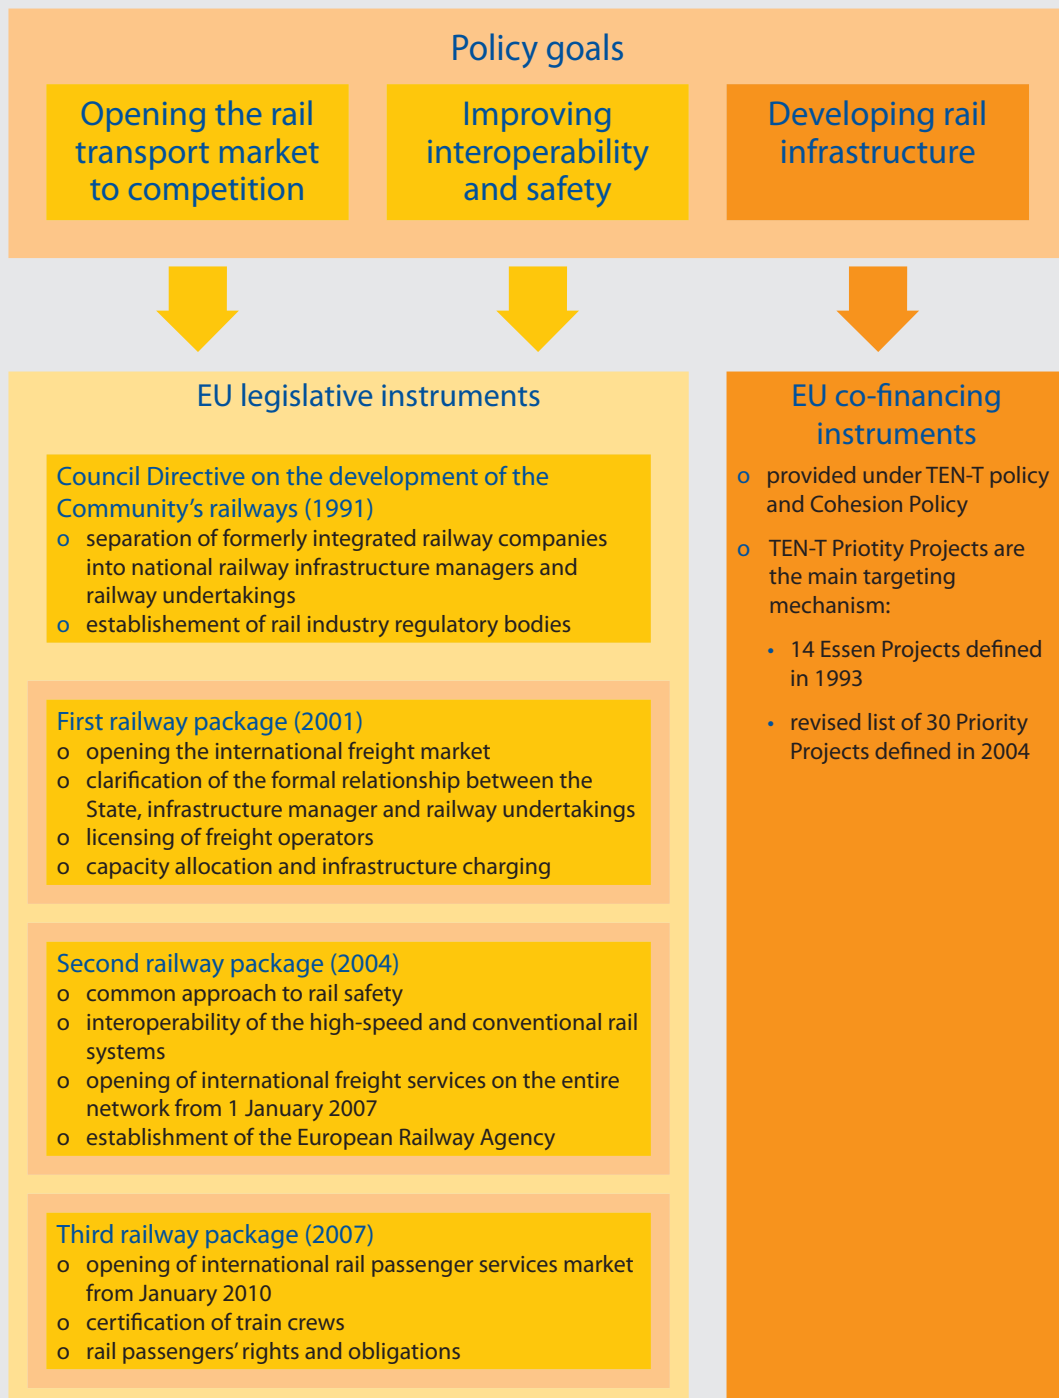 Policy goals
Opening the rail
transport market
to competition
Improving
interoperability
and safety
Developing rail
infrastructure
EU legislative instruments
Council Directive on the development of the
Community's railways (1991)
o separation of formerly integrated railway companies
into national railway infrastructure managers and
railway undertakings
o establishement of rail industry regulatory bodies
First railway package (2001)
o opening the international freight market
o clarification of the formal relationship between the
State, infrastructure manager and railway undertakings
o licensing of freight operators
o capacity allocation and infrastructure charging
Second railway package (2004)
o common approach to rail safety
o interoperability of the high-speed and conventional rail
systems
o opening of international freight services on the entire
network from 1 January 2007
o establishment of the European Railway Agency
Third railway package (2007)
o opening of international rail passenger services market
from January 2010
o certification of train crews
o rail passengers' rights and obligations
EU co-financing
instruments
o provided under TEN-T policy
and Cohesion Policy
o TEN-T Priotity Projects are
the main targeting
mechanism:
• 14 Essen Projects defined
in 1993
• revised list of 30 Priority
Projects defined in 2004